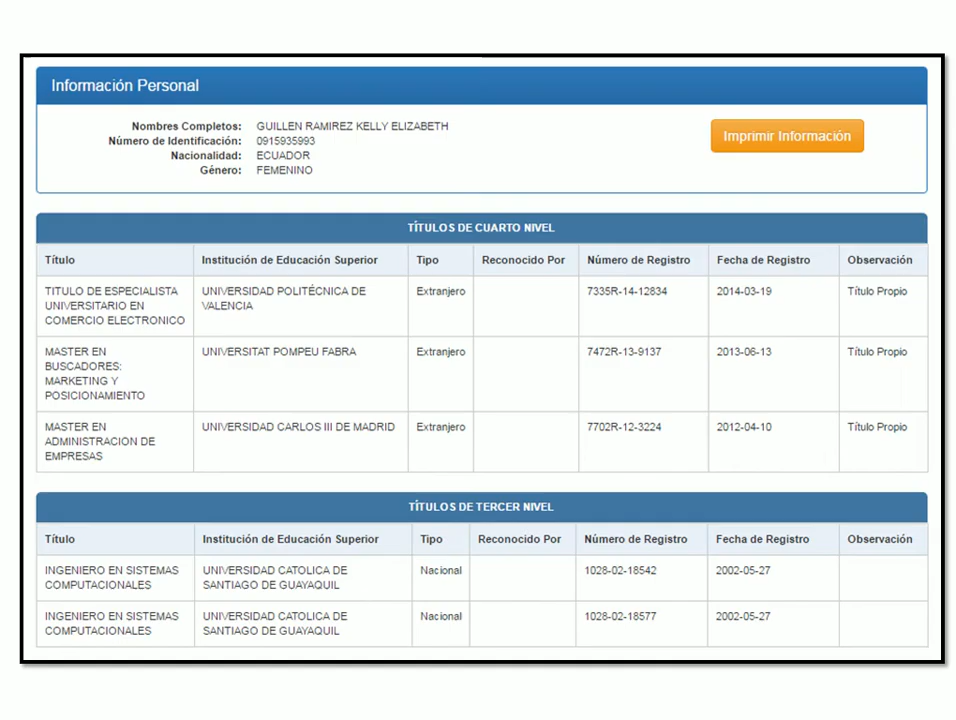 Información Personal
Nombres Completos: GUILLEN RAMIREZ KELLY ELIZABETH
Número de Identificación: 0915935993
Nacionalidad: ECUADOR
Género: FEMENINO
Imprimir Información
TÍTULOS DE CUARTO NIVEL
Título Institución de Educación Superior Tipo Reconocido Por Número de Registro Fecha de Registro Observación
TITULO DE ESPECIALISTA UNIVERSIDAD POLITÉCNICA DE Extranjero 7335R-14-12834 2014-03-19 Título Propio
UNIVERSITARIO EN VALENCIA
COMERCIO ELECTRONICO
MASTER EN UNIVERSITAT POMPEU FABRA Extranjero 7472R-13-9137 2013-06-13 Título Propio
BUSCADORES:
MARKETING Y
POSICIONAMIENTO
MASTER EN UNIVERSIDAD CARLOS III DE MADRID Extranjero 7702R-12-3224 2012-04-10 Título Propio
ADMINISTRACION DE
EMPRESAS
TÍTULOS DE TERCER NIVEL
Título Institución de Educación Superior Tipo Reconocido Por Número de Registro Fecha de Registro Observación
INGENIERO EN SISTEMAS UNIVERSIDAD CATOLICA DE Nacional 1028-02-18542 2002-05-27
COMPUTACIONALES SANTIAGO DE GUAYAQUIL
INGENIERO EN SISTEMAS UNIVERSIDAD CATOLICA DE Nacional 1028-02-18577 2002-05-27
COMPUTACIONALES SANTIAGO DE GUAYAQUIL